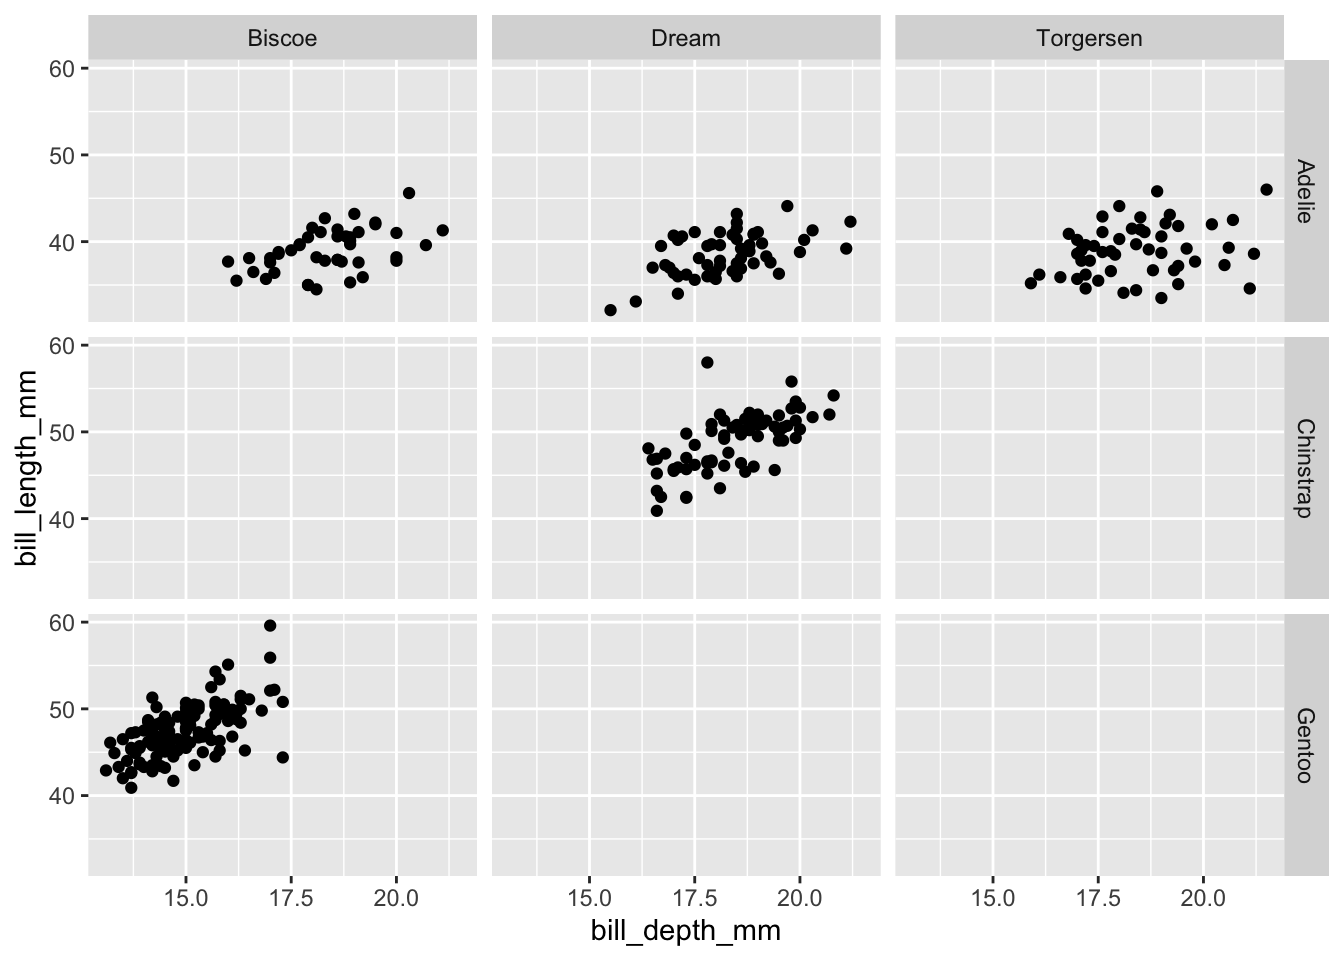 Biscoe Dream Torgersen
60
50
40
Adelie
60
50
40
Chinstrap
bill_length_mm
60
50
40
Gentoo
15.0 17.5 20.0 15.0 17.5 20.0 15.0 17.5 20.0
bill_depth_mm